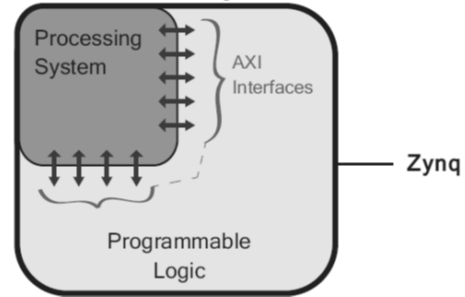 Processing
System
AXI
Interfaces
Zynq
Programmable
Logic